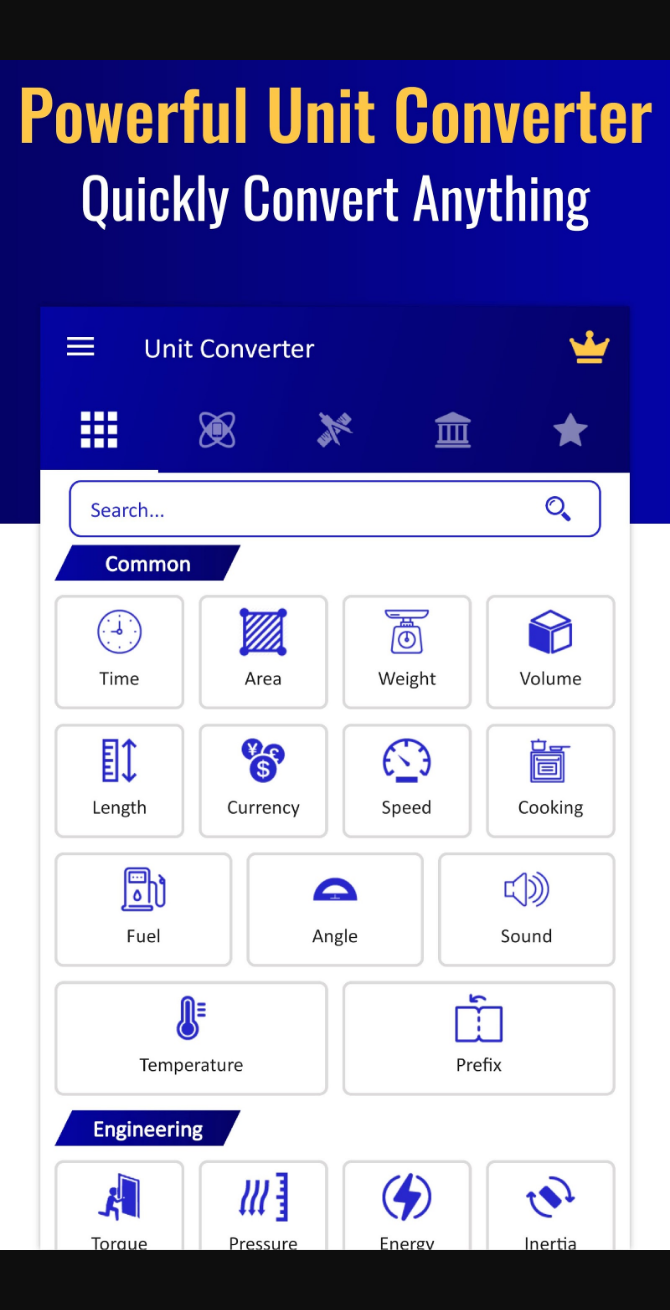 Powerful Unit Converter
Quickly Convert Anything
Unit Converter
Search...
Common
Time Area Weight Volume
Length Currency Speed Cooking
Fuel Angle Sound
Temperature Prefix
Engineering
Torque Pressure Energy Inertia